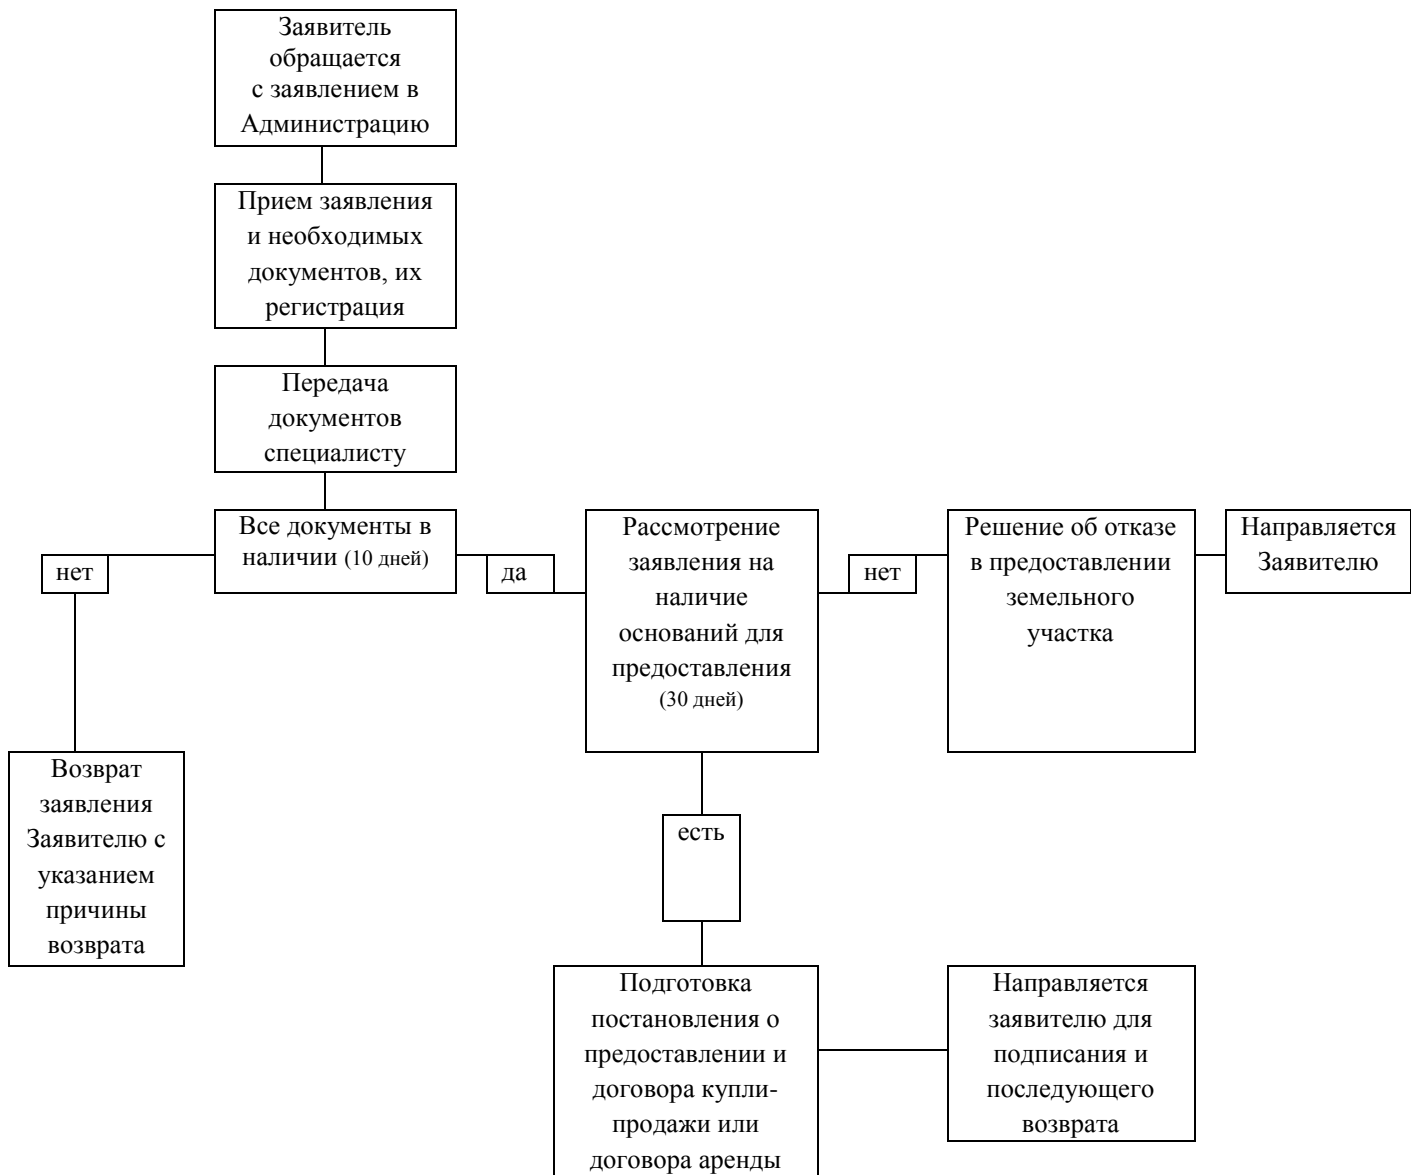 Заявитель
обращается
с заявлением в
Администрацию
Прием заявления
и необходимых
документов, их
регистрация
Передача
документов
специалисту
Все документы в
наличии (10 дней)
нет
да
Рассмотрение
заявления на
наличие
оснований для
предоставления
(30 дней)
нет
Решение об отказе
в предоставлении
земельного
участка
Направляется
Заявителю
Возврат
заявления
Заявителю с
указанием
причины
возврата
есть
Подготовка
постановления о
предоставлении и
договора купли-
продажи или
договора аренды
Направляется
заявителю для
подписания и
последующего
возврата